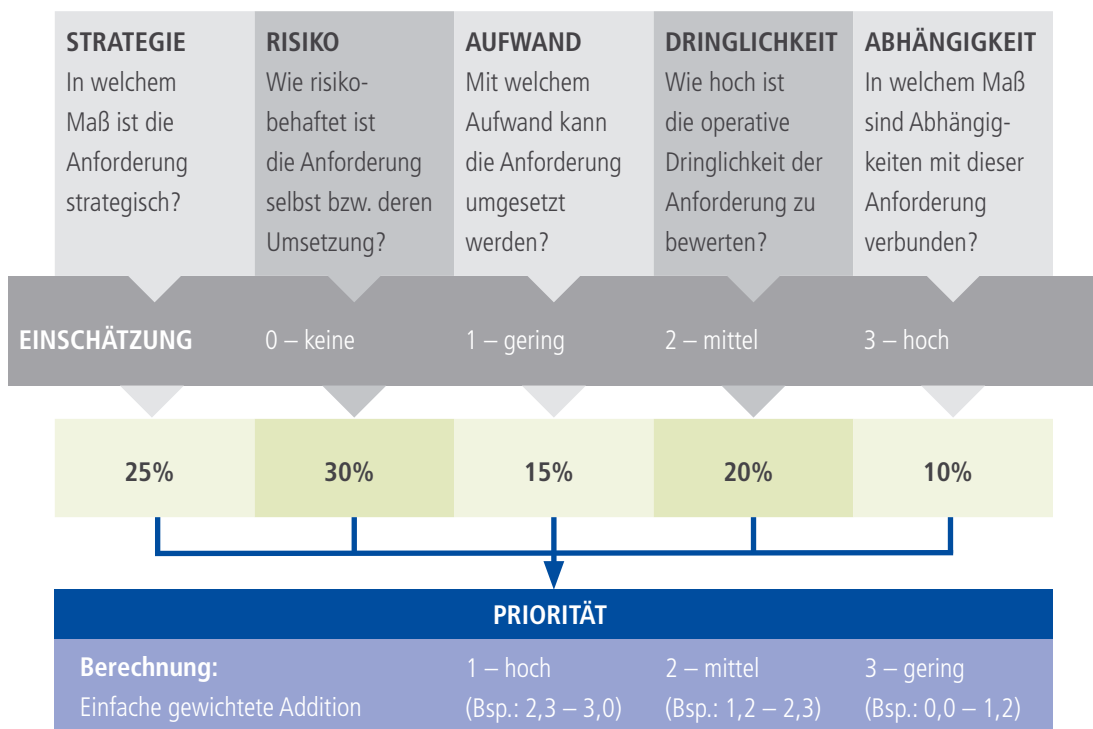 STRATEGIE
In welchem
Maß ist die
Anforderung
strategisch?
RISIKO
Wie risiko-
behaftet ist
die Anforderung
selbst bzw. deren
Umsetzung?
AUFWAND
Mit welchem
Aufwand kann
die Anforderung
umgesetzt
werden?
DRINGLICHKEIT
Wie hoch ist
die operative
Dringlichkeit der
Anforderung zu
bewerten?
ABHÄNGIGKEIT
In welchem Maß
sind Abhängig-
keiten mit dieser
Anforderung
verbunden?
EINSCHÄTZUNG 0 – keine 1 – gering 2 – mittel 3 – hoch
25% 30% 15% 20% 10%
PRIORITÄT
Berechnung: 1 – hoch 2 – mittel 3 – gering
Einfache gewichtete Addition (Bsp.: 2,3 – 3,0) (Bsp.: 1,2 – 2,3) (Bsp.: 0,0 – 1,2)